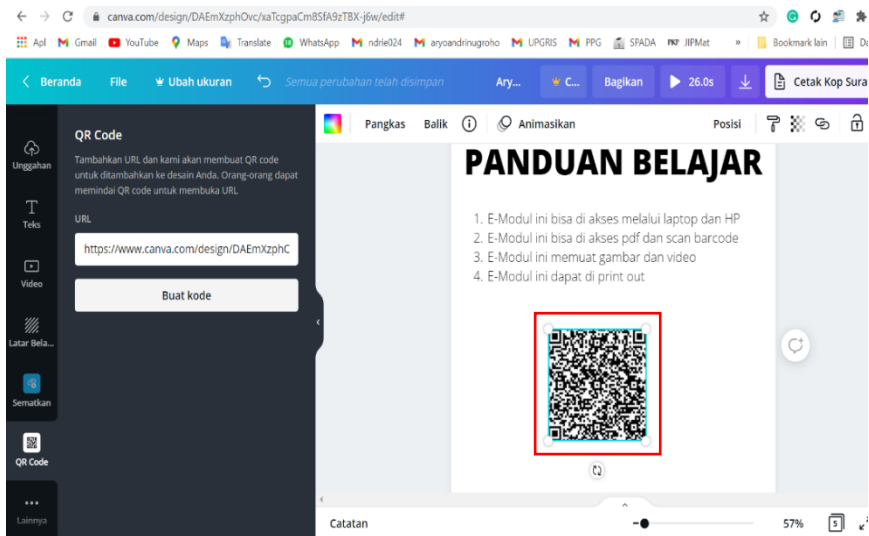 canva.com/design/DAEmXzphOvc/xaTcgpaCm8SfA9zTBX-j6w/edit#
Apl Gmail YouTube Maps Translate WhatsApp ndrie024 aryoandrinugroho UPGRIS PPG SPADA PKP JIPMat » Bookmark lain Da
Beranda File Ubah ukuran Semua perubahan telah disimpan Ary... C... Bagikan 26.0s Cetak Kop Sura
Pangkas Balik Animasikan Posisi
Unggahan
Teks
Video
Latar Bela...
Sematkan
QR Code
Lainnya
QR Code
Tambahkan URL dan kami akan membuat QR code
untuk ditambahkan ke desain Anda. Orang-orang dapat
memindai QR code untuk membuka URL
URL
https://www.canva.com/design/DAEmXzphC
Buat kode
PANDUAN BELAJAR
1. E-Modul ini bisa di akses melalui laptop dan HP
2. E-Modul ini bisa di akses pdf dan scan barcode
3. E-Modul ini memuat gambar dan video
4. E-Modul ini dapat di print out
Catatan 57% 5